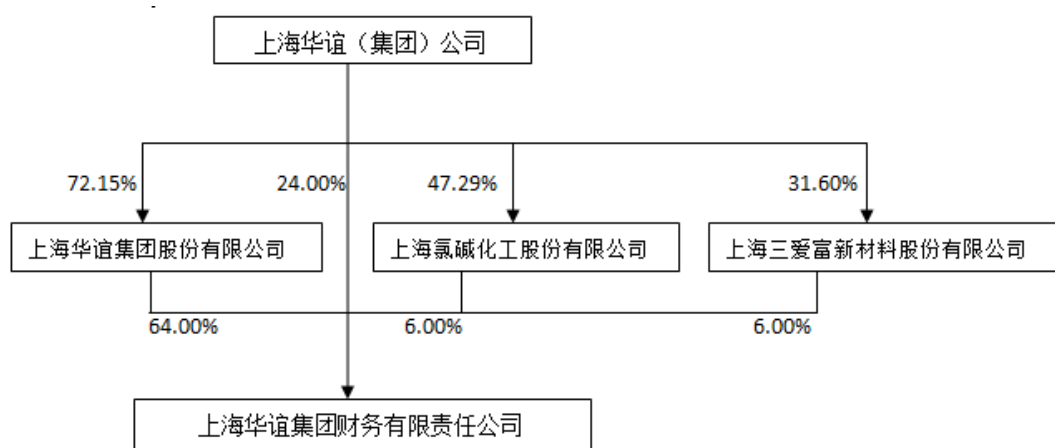 上海华谊（集团）公司
72.15%
24.00%
47.29%
31.60%
上海华谊集团股份有限公司
上海氯碱化工股份有限公司
上海三爱富新材料股份有限公司
64.00%
6.00%
6.00%
上海华谊集团财务有限责任公司